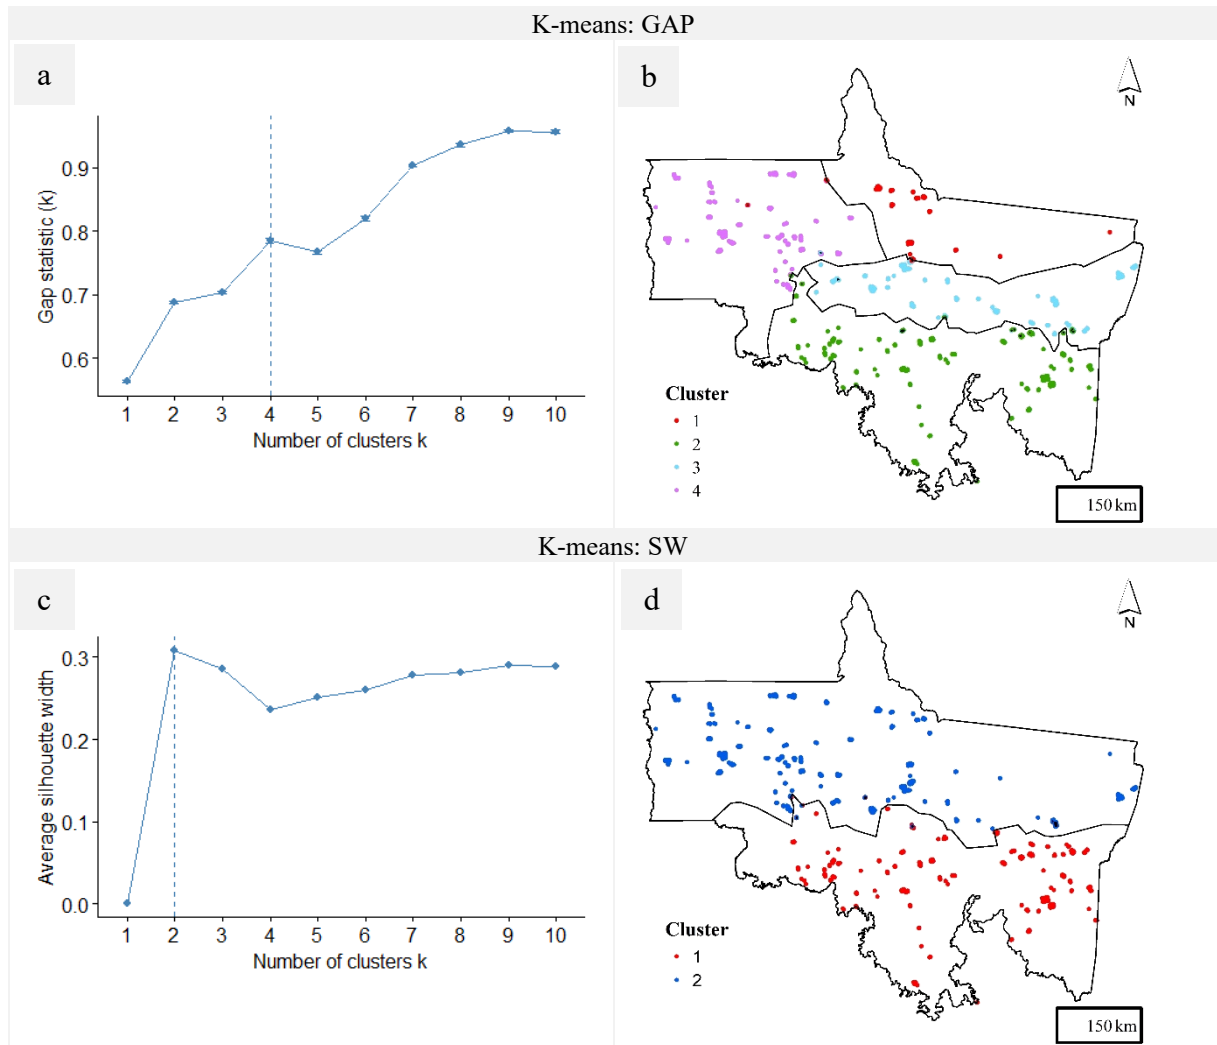 K-means: GAP
a
Gap statistic (k)
0.9
0.8
0.7
0.6
1 2 3 4 5 6 7 8 9 10
Number of clusters k
b
N
Cluster
1
2
3
4
150 km
K-means: SW
c
Average silhouette width
0.3
0.2
0.1
0.0
1 2 3 4 5 6 7 8 9 10
Number of clusters k
d
N
Cluster
1
2
150 km